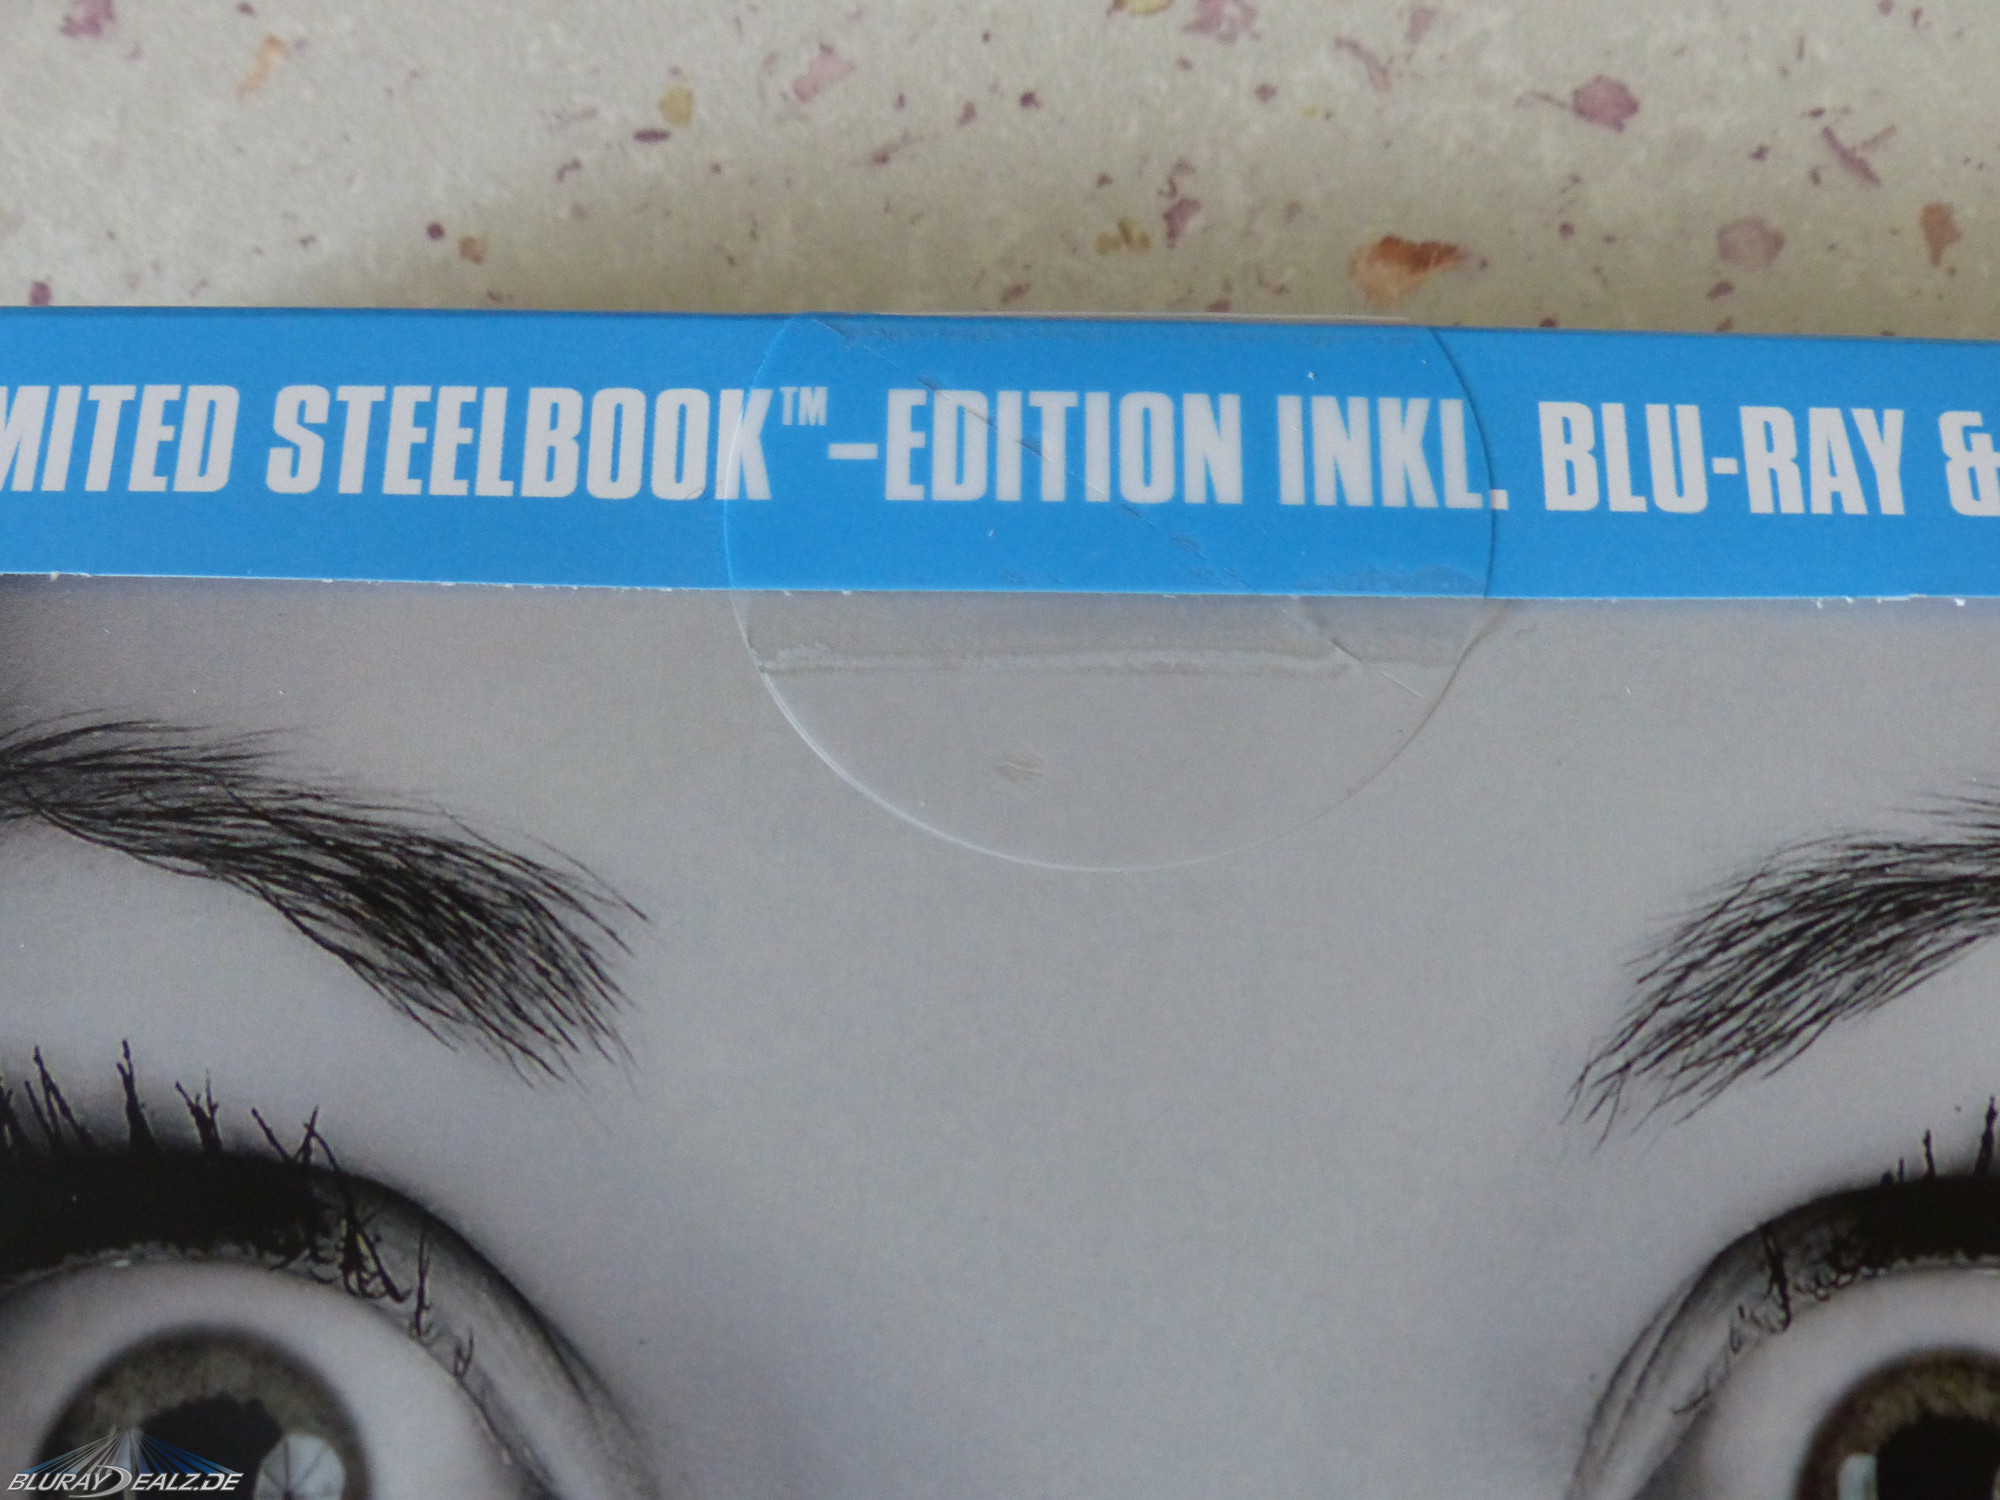 MITED STEELBOOK™–EDITION INKL. BLU-RAY &
BLURAYDEALZ.DE